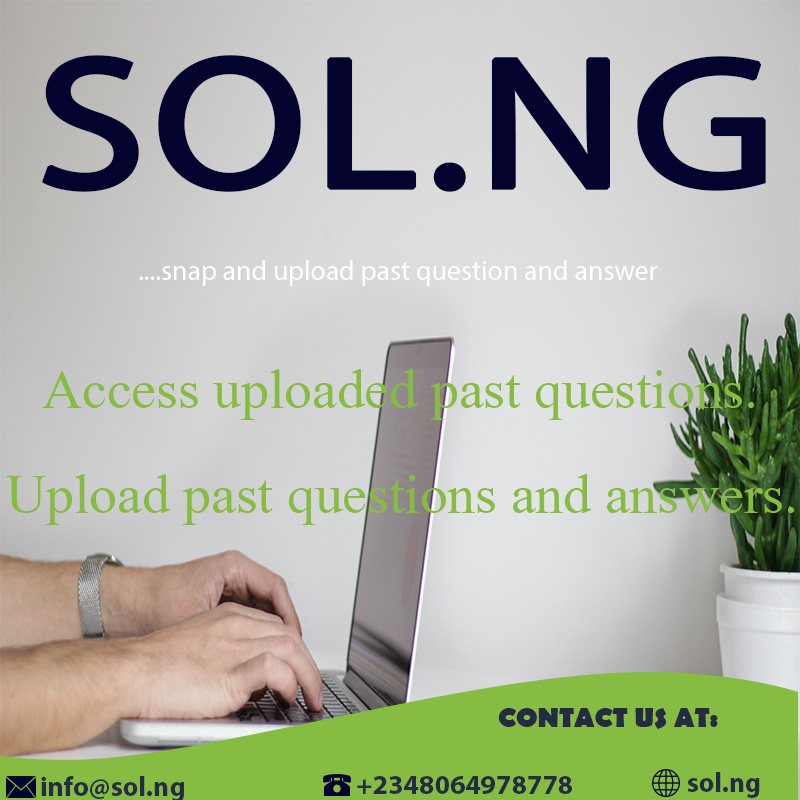 SOL.NG
....snap and upload past question and answer
Access uploaded past questions.
Upload past questions and answers.
CONTACT US AT:
info@sol.ng +2348064978778 sol.ng